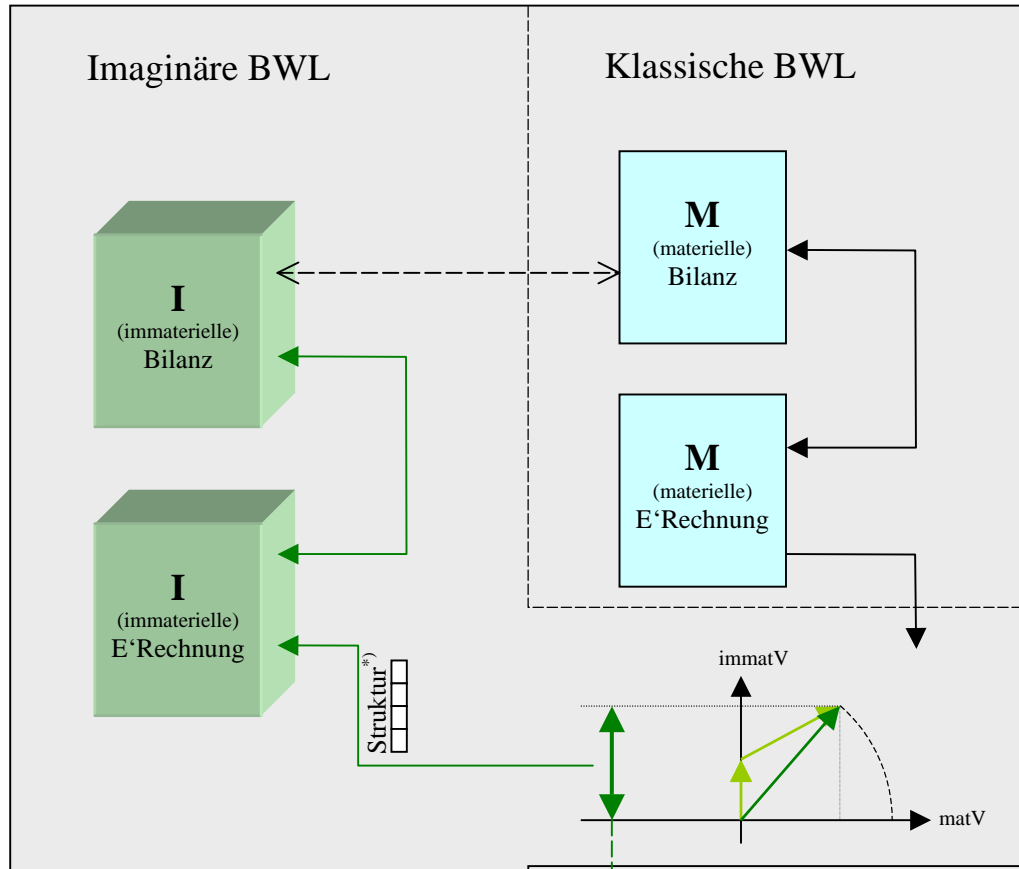 Imaginäre BWL
Klassische BWL
M
(materielle)
Bilanz
I
(immaterielle)
Bilanz
M
(materielle)
E‘Rechnung
I
(immaterielle)
E‘Rechnung
Struktur*)
immatV
matV